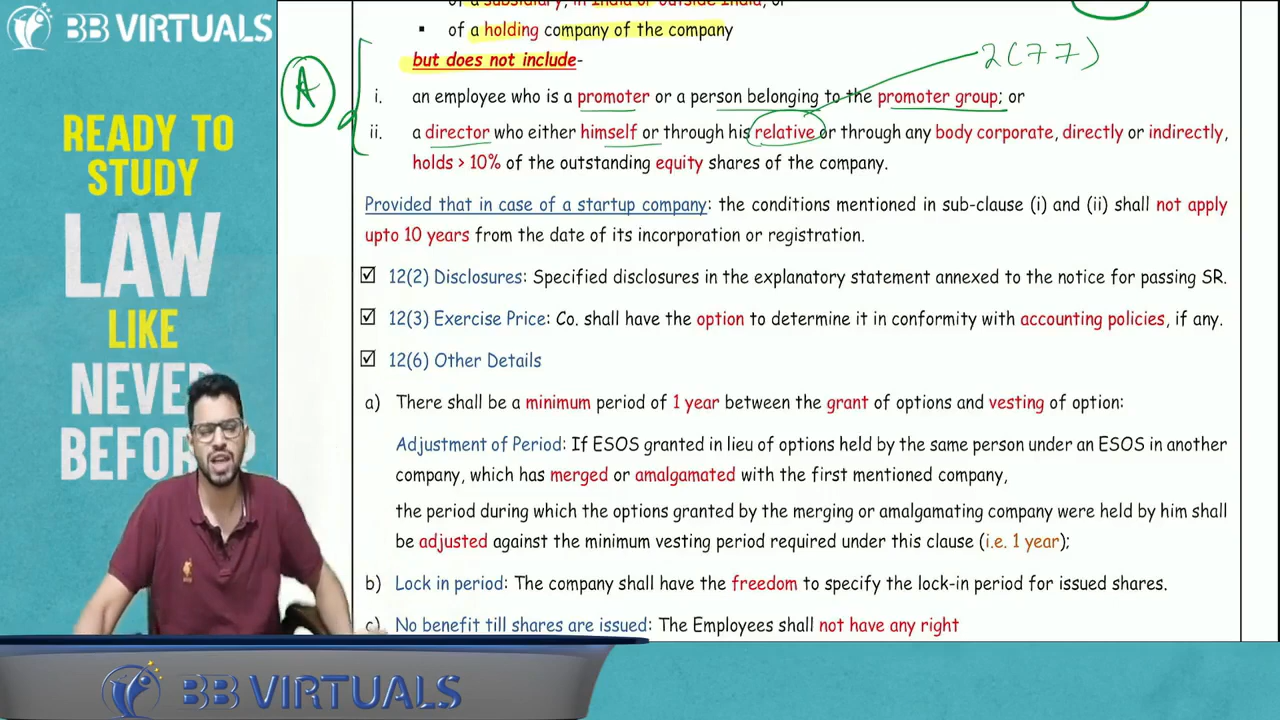 BB VIRTUALS
READY TO
STUDY
LAW
LIKE
NEVER
BEFOR
of a subsidiary, in India or outside India, or
▪ of a holding company of the company
but does not include-
A
2(77)
i. an employee who is a promoter or a person belonging to the promoter group; or
ii. a director who either himself or through his relative or through any body corporate, directly or indirectly,
holds > 10% of the outstanding equity shares of the company.
Provided that in case of a startup company: the conditions mentioned in sub-clause (i) and (ii) shall not apply
upto 10 years from the date of its incorporation or registration.
☑ 12(2) Disclosures: Specified disclosures in the explanatory statement annexed to the notice for passing SR.
☑ 12(3) Exercise Price: Co. shall have the option to determine it in conformity with accounting policies, if any.
☑ 12(6) Other Details
a) There shall be a minimum period of 1 year between the grant of options and vesting of option:
Adjustment of Period: If ESOS granted in lieu of options held by the same person under an ESOS in another
company, which has merged or amalgamated with the first mentioned company,
the period during which the options granted by the merging or amalgamating company were held by him shall
be adjusted against the minimum vesting period required under this clause (i.e. 1 year);
b) Lock in period: The company shall have the freedom to specify the lock-in period for issued shares.
c) No benefit till shares are issued: The Employees shall not have any right
BB VIRTUALS